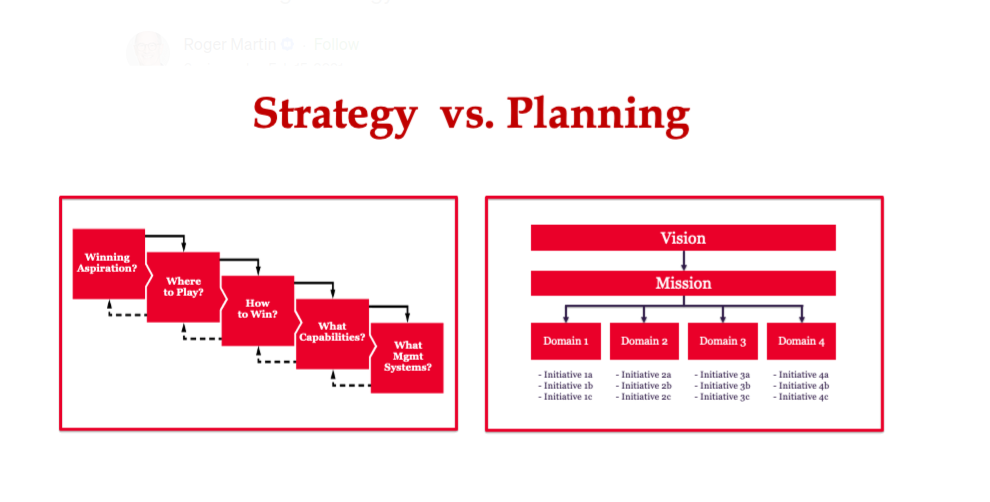 Roger Martin
Follow
Strategy vs. Planning
Winning
Aspiration?
Where
to Play?
How
to Win?
What
Capabilities?
What
Mgmt
Systems?
Vision
Mission
Domain 1
- Initiative 1a
- Initiative 1b
- Initiative 1c
Domain 2
- Initiative 2a
- Initiative 2b
- Initiative 2c
Domain 3
- Initiative 3a
- Initiative 3b
- Initiative 3c
Domain 4
- Initiative 4a
- Initiative 4b
- Initiative 4c